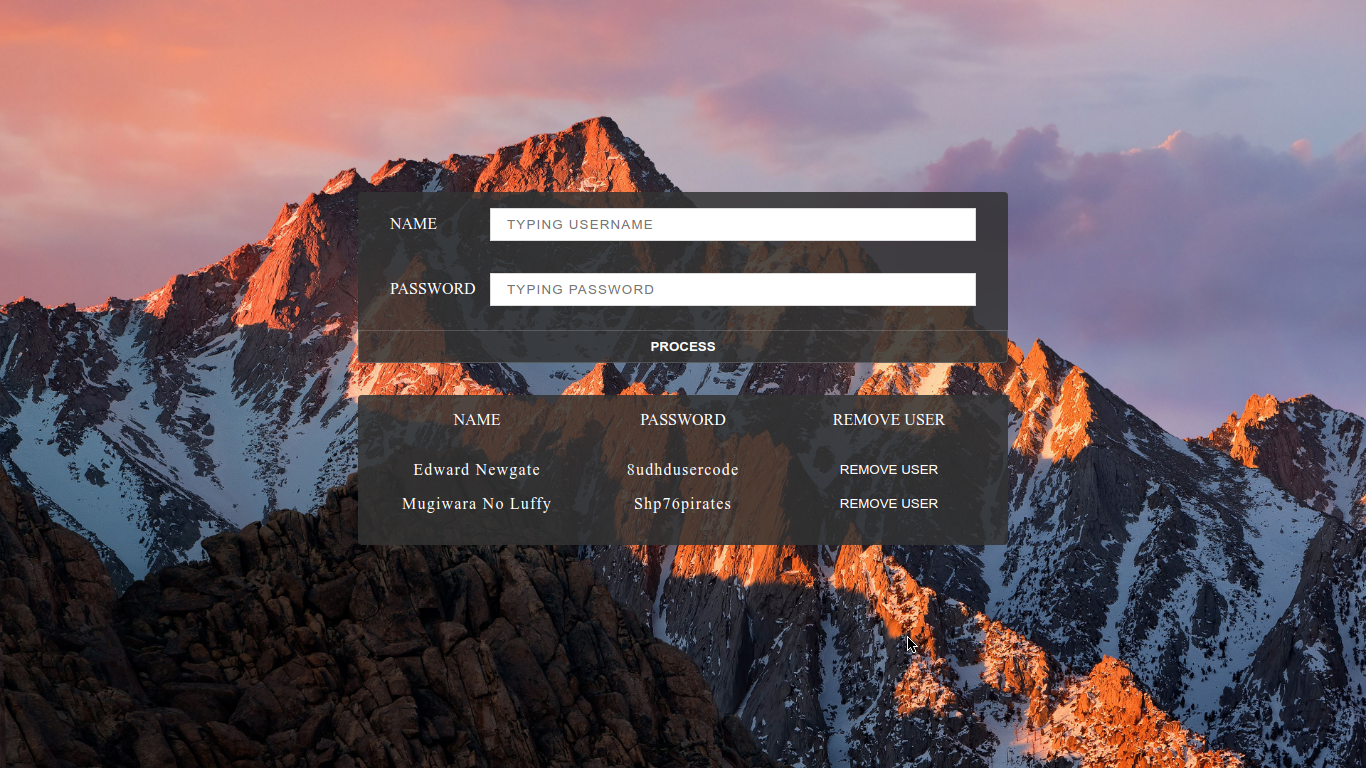 NAME TYPING USERNAME
PASSWORD TYPING PASSWORD
PROCESS
NAME PASSWORD REMOVE USER
Edward Newgate 8udhdusercode REMOVE USER
Mugiwara No Luffy Shp76pirates REMOVE USER